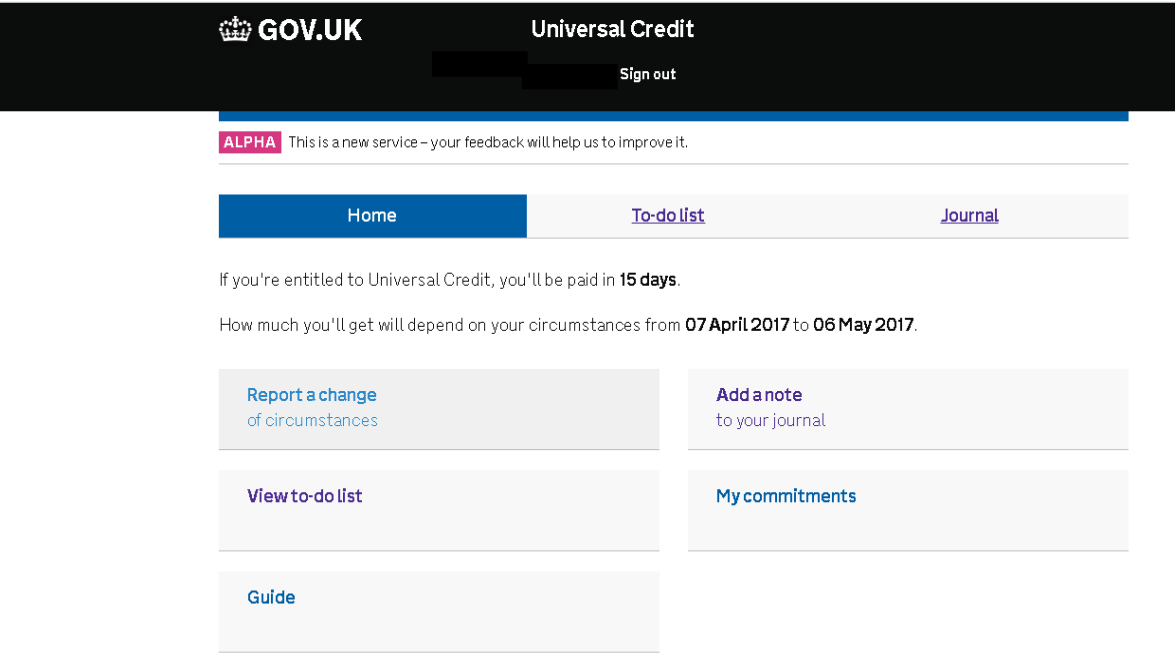 GOV.UK
Universal Credit
Sign out
ALPHA This is a new service – your feedback will help us to improve it.
Home
To-do list
Journal
If you're entitled to Universal Credit, you'll be paid in 15 days.
How much you'll get will depend on your circumstances from 07 April 2017 to 06 May 2017.
Report a change
of circumstances
Add a note
to your journal
View to-do list
My commitments
Guide